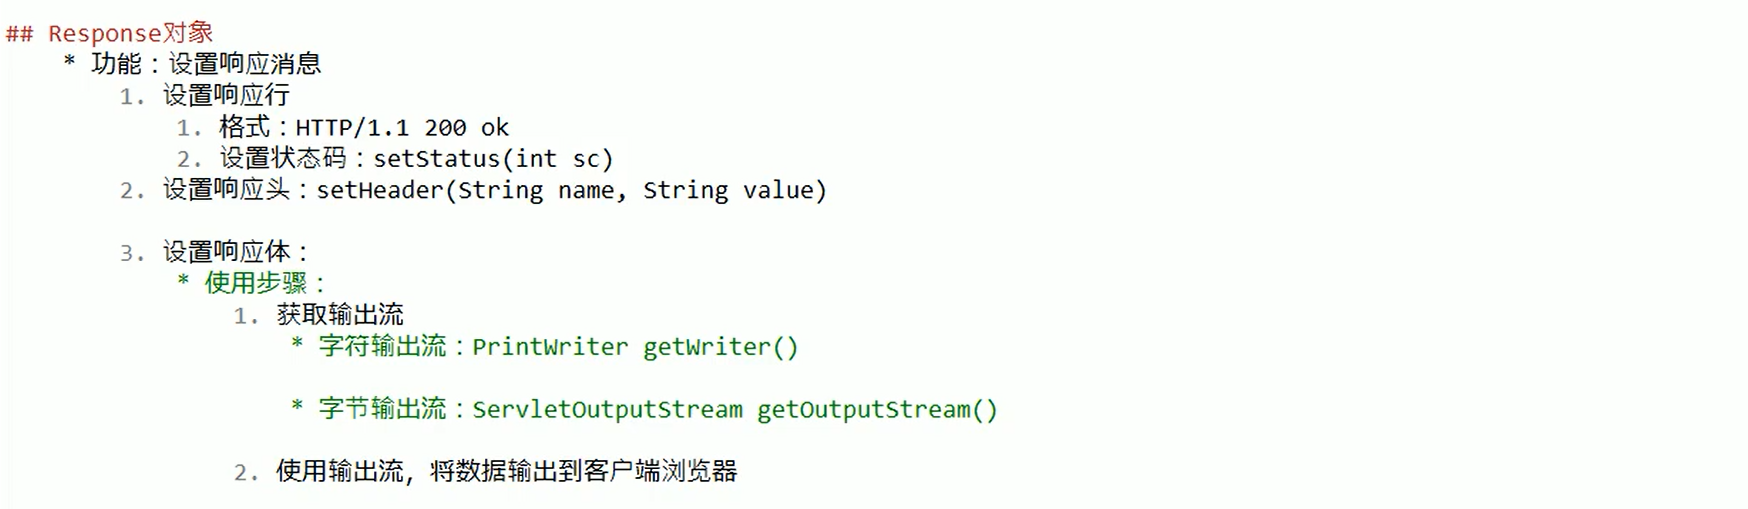 ## Response对象
* 功能：设置响应消息
1. 设置响应行
1. 格式：HTTP/1.1 200 ok
2. 设置状态码：setStatus(int sc)
2. 设置响应头：setHeader(String name, String value)
3. 设置响应体：
* 使用步骤：
1. 获取输出流
* 字符输出流：PrintWriter getWriter()
* 字节输出流：ServletOutputStream getOutputStream()
2. 使用输出流，将数据输出到客户端浏览器